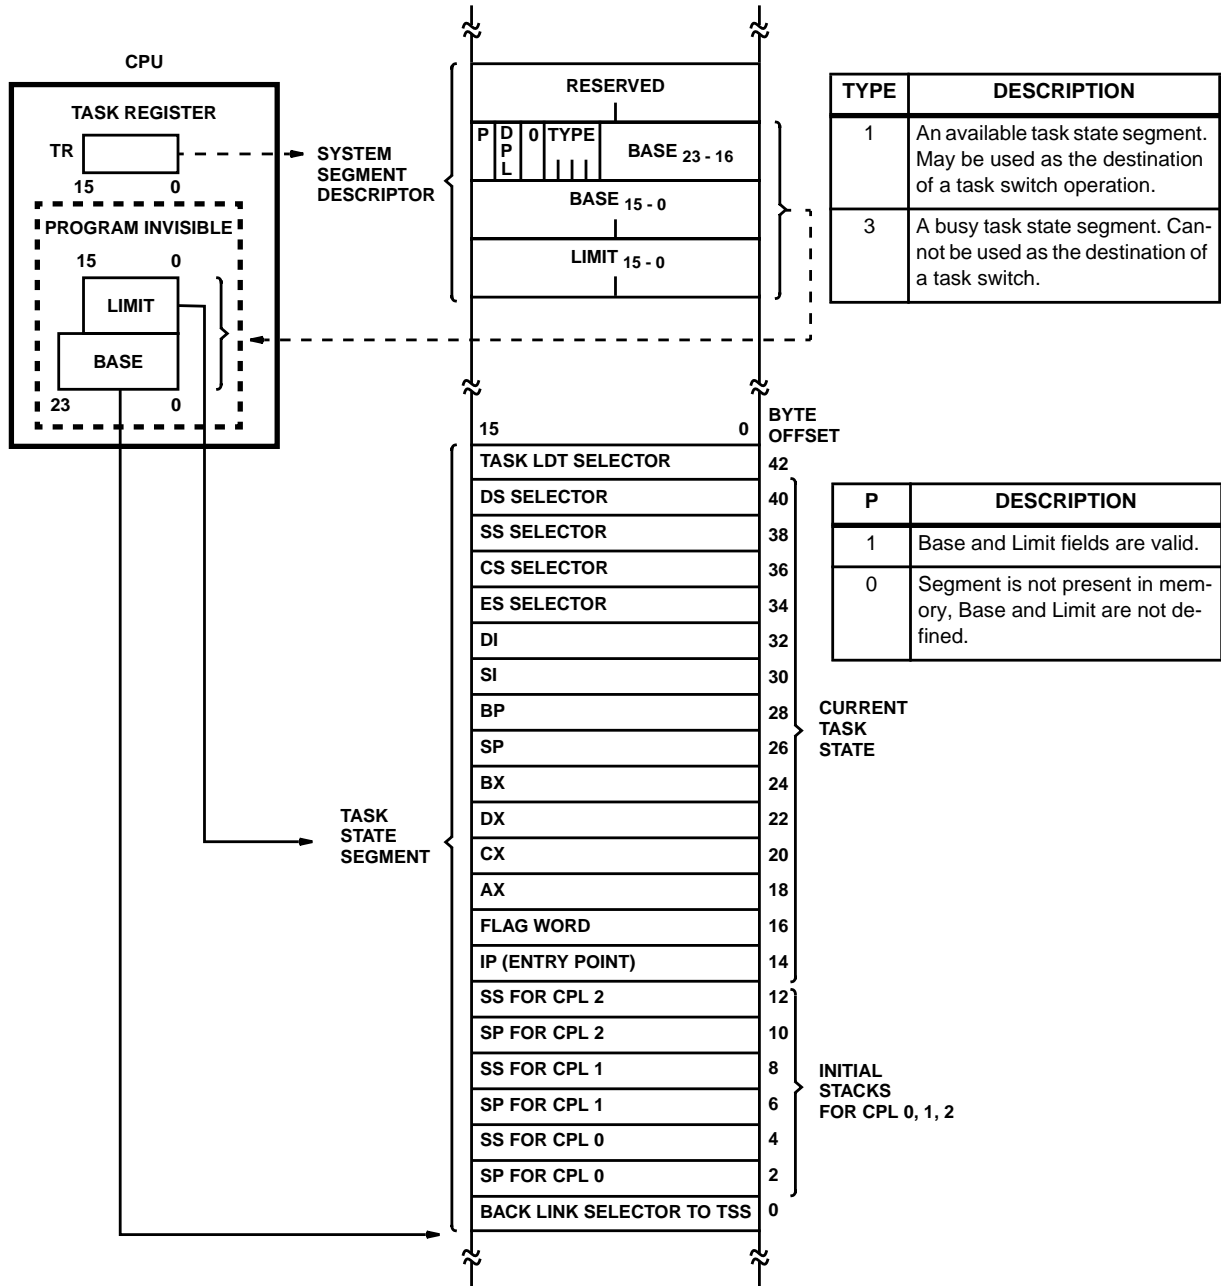 CPU
TASK REGISTER
TR
15 0
PROGRAM INVISIBLE
15 0
LIMIT
BASE
23 0
SYSTEM
SEGMENT
DESCRIPTOR
RESERVED
P DPL 0 TYPE BASE 23 - 16
BASE 15 - 0
LIMIT 15 - 0
TYPE DESCRIPTION
1 An available task state segment.
May be used as the destination
of a task switch operation.
3 A busy task state segment. Can-
not be used as the destination of
a task switch.
15 0
BYTE
OFFSET
TASK LDT SELECTOR 42
DS SELECTOR 40
SS SELECTOR 38
CS SELECTOR 36
ES SELECTOR 34
DI 32
SI 30
BP 28
SP 26
BX 24
DX 22
CX 20
AX 18
FLAG WORD 16
IP (ENTRY POINT) 14
SS FOR CPL 2 12
SP FOR CPL 2 10
SS FOR CPL 1 8
SP FOR CPL 1 6
SS FOR CPL 0 4
SP FOR CPL 0 2
BACK LINK SELECTOR TO TSS 0
TASK
STATE
SEGMENT
P DESCRIPTION
1 Base and Limit fields are valid.
0 Segment is not present in mem-
ory, Base and Limit are not de-
fined.
CURRENT
TASK
STATE
INITIAL
STACKS
FOR CPL 0, 1, 2